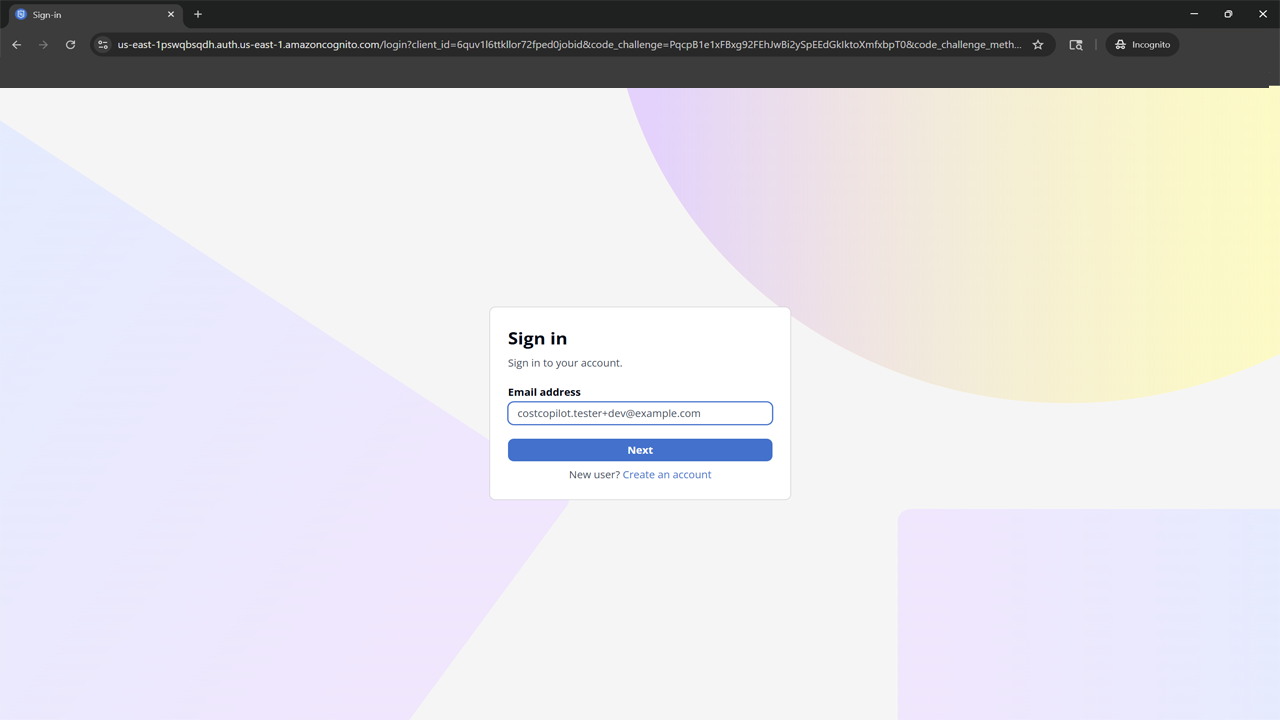 Sign-in
us-east-1pswqbsqdh.auth.us-east-1.amazoncognito.com/login?client_id=6quv1l6ttkllor72fped0jobid&code_challenge=PqcpB1e1xFBxg92FEhJwBi2ySpEEdGkIktoXmfxbpT0&code_challenge_meth...
Incognito
Sign in
Sign in to your account.
Email address
costcopilot.tester+dev@example.com
Next
New user? Create an account